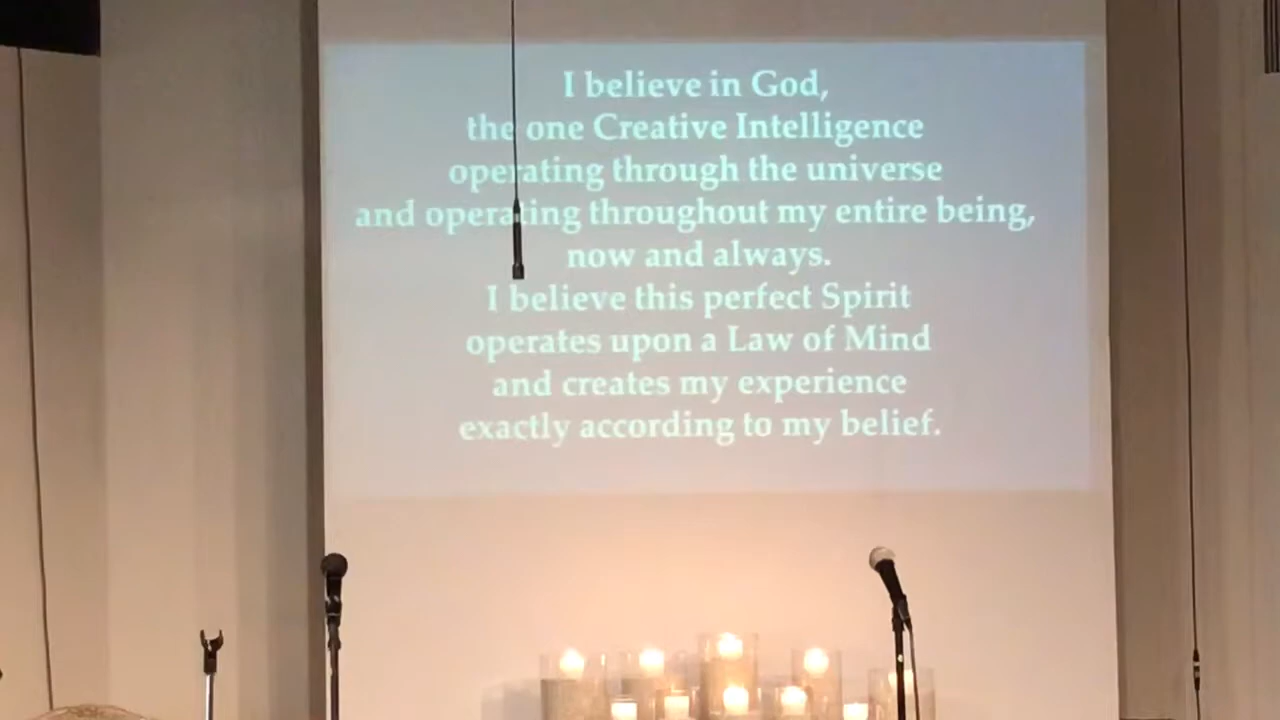 I believe in God,
the one Creative Intelligence
operating through the universe
and operating throughout my entire being,
now and always.
I believe this perfect Spirit
operates upon a Law of Mind
and creates my experience
exactly according to my belief.